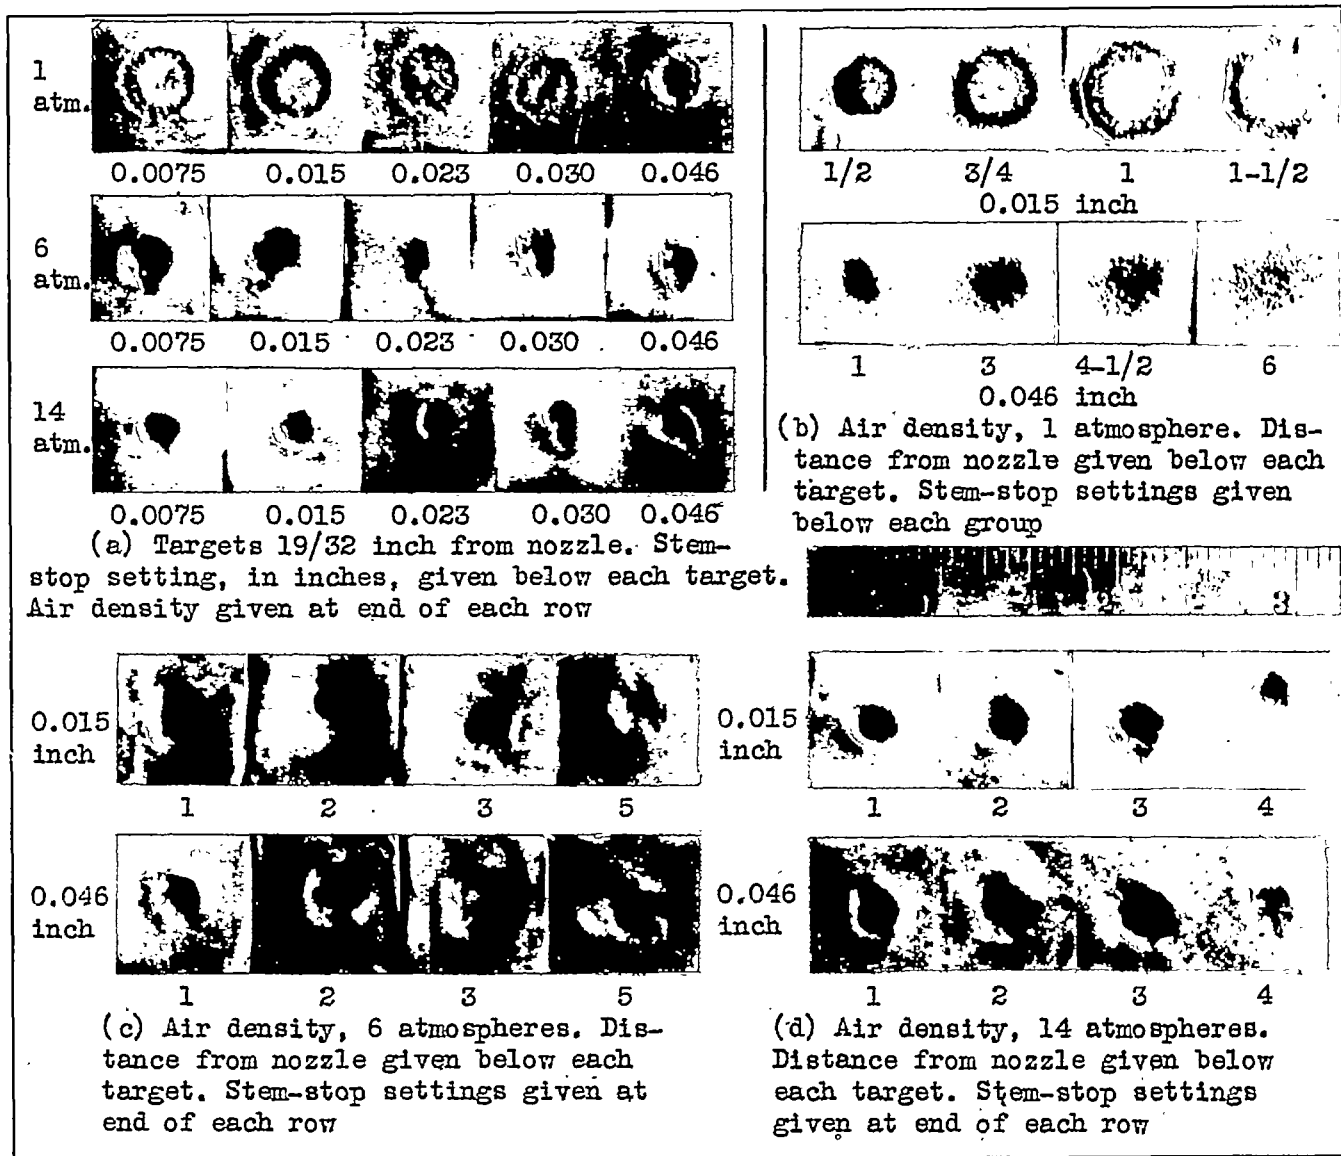 1
atm.
0.0075 0.015 0.023 0.030 0.046
6
atm.
0.0075 0.015 0.023 0.030 0.046
14
atm.
0.0075 0.015 0.023 0.030 0.046
(a) Targets 19/32 inch from nozzle. Stem-
stop setting, in inches, given below each target.
Air density given at end of each row
1/2 3/4 1 1-1/2
0.015 inch
1 3 4-1/2 6
0.046 inch
(b) Air density, 1 atmosphere. Dis-
tance from nozzle given below each
target. Stem-stop settings given
below each group
3
0.015
inch
1 2 3 5
0.046
inch
1 2 3 5
(c) Air density, 6 atmospheres. Dis-
tance from nozzle given below each
target. Stem-stop settings given at
end of each row
0.015
inch
1 2 3 4
0.046
inch
1 2 3 4
(d) Air density, 14 atmospheres.
Distance from nozzle given below
each target. Stem-stop settings
given at end of each row